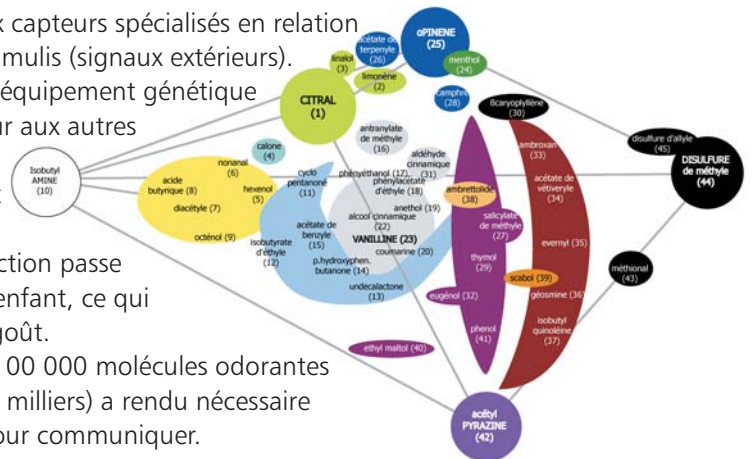 x capteurs spécialisés en relation
mulis (signaux extérieurs).
équipement génétique
ur aux autres
t
ction passe
enfant, ce qui
goût.
00 000 molécules odorantes
milliers) a rendu nécessaire
our communiquer.
αPINENE
(25)
acétate de
terpenyle
(26)
linalol
(3)
limonène
(2)
menthol
(24)
camphre
(28)
CITRAL
(1)
βcaryophyllène
(30)
antranylate
de méthyle
(16)
calone
(4)
nonanal
(6)
acide
butyrique (8)
hexenol
(5)
diacétyle (7)
octénol (9)
Isobutyl
AMINE
(10)
cyclo
pentanoné
(11)
phényéthanol (17)
aldéhyde
cinnamique
(31)
phénylacétate
d'éthyle (18)
anethol (19)
alcool cinnamique
(22)
VANILLINE (23)
coumarine (20)
acétate de
benzyle
(15)
isobutyrate
d'éthyle
(12)
p.hydroxyphen.
butanone (14)
undecalactone
(13)
ambrettolide
(38)
salicylate
de méthyle
(27)
thymol
(29)
eugénol (32)
phenol
(41)
ambroxan
(33)
acétate de
vétiveryle
(34)
evernyl (35)
scabol (39)
géosmine (36)
isobutyl
quinoléine
(37)
disulfure d'allyle
(45)
DISULFURE
de méthyle
(44)
méthional
(43)
ethyl maltol (40)
acétyl
PYRAZINE
(42)